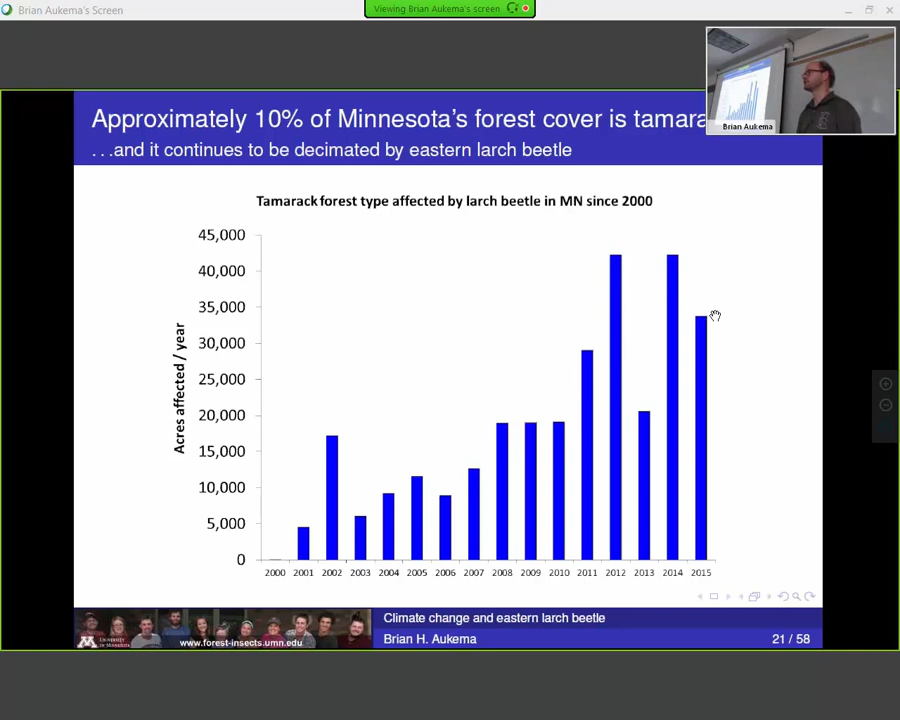 Brian Aukema's Screen
Viewing Brian Aukema's screen
Brian Aukema
Approximately 10% of Minnesota's forest cover is tamara
...and it continues to be decimated by eastern larch beetle
Tamarack forest type affected by larch beetle in MN since 2000
Acres affected / year
45,000
40,000
35,000
30,000
25,000
20,000
15,000
10,000
5,000
0
2000 2001 2002 2003 2004 2005 2006 2007 2008 2009 2010 2011 2012 2013 2014 2015
UNIVERSITY
OF MINNESOTA
www.forest-insects.umn.edu
Climate change and eastern larch beetle
Brian H. Aukema
21 / 58